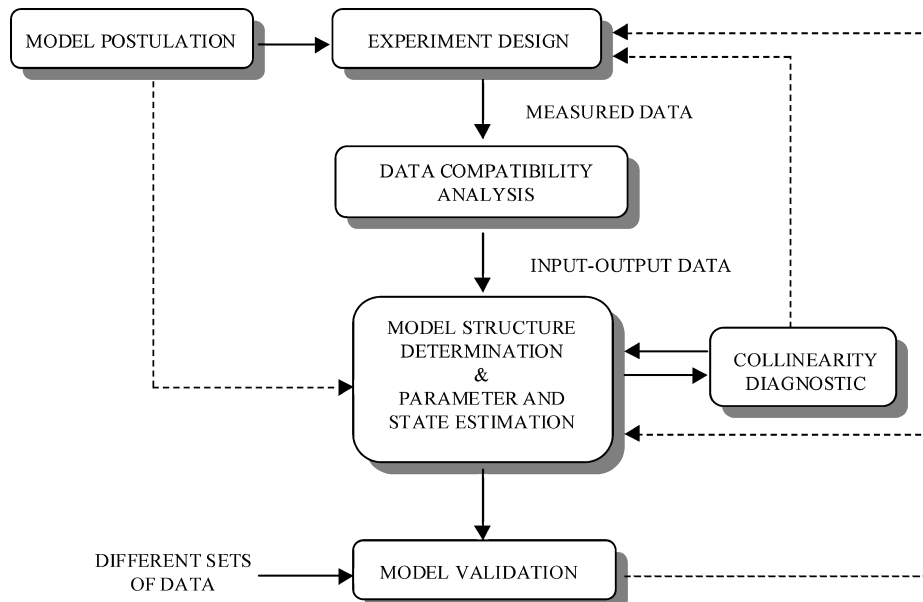 MODEL POSTULATION
EXPERIMENT DESIGN
MEASURED DATA
DATA COMPATIBILITY
ANALYSIS
INPUT-OUTPUT DATA
MODEL STRUCTURE
DETERMINATION
&
PARAMETER AND
STATE ESTIMATION
COLLINEARITY
DIAGNOSTIC
DIFFERENT SETS
OF DATA
MODEL VALIDATION